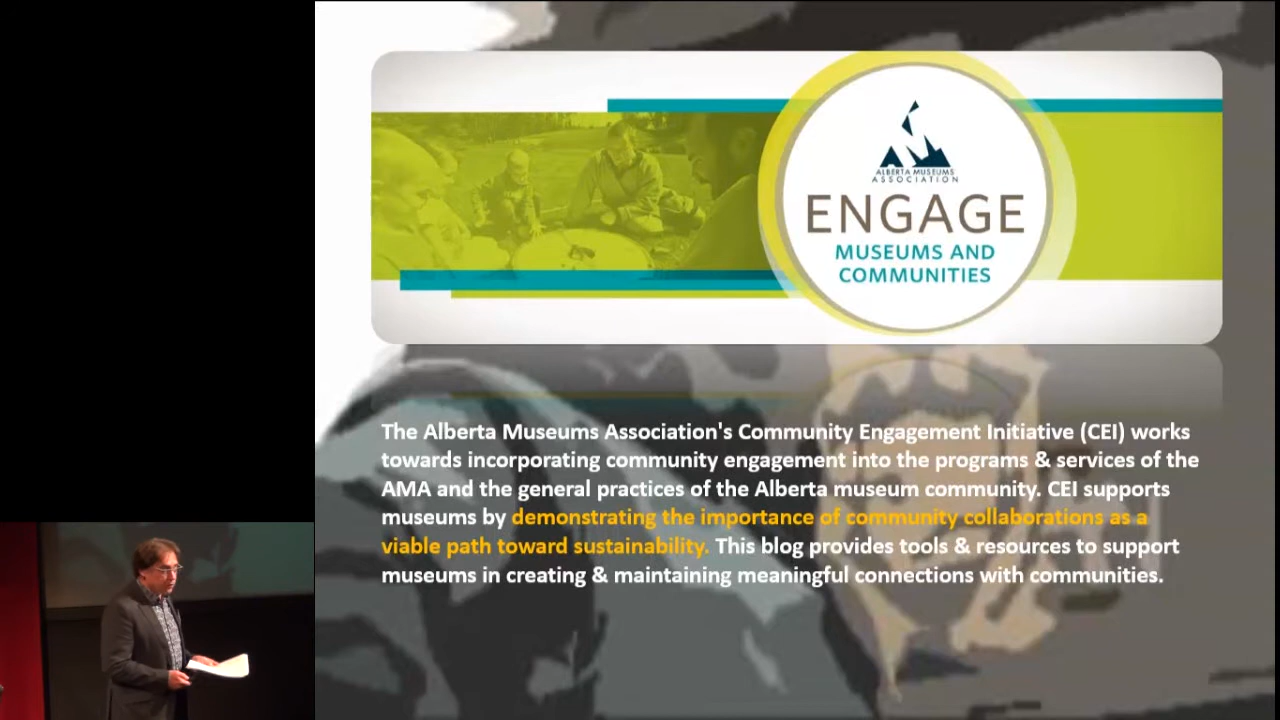 ALBERTA MUSEUMS
ASSOCIATION
ENGAGE
MUSEUMS AND
COMMUNITIES
The Alberta Museums Association's Community Engagement Initiative (CEI) works
towards incorporating community engagement into the programs & services of the
AMA and the general practices of the Alberta museum community. CEI supports
museums by demonstrating the importance of community collaborations as a
viable path toward sustainability. This blog provides tools & resources to support
museums in creating & maintaining meaningful connections with communities.